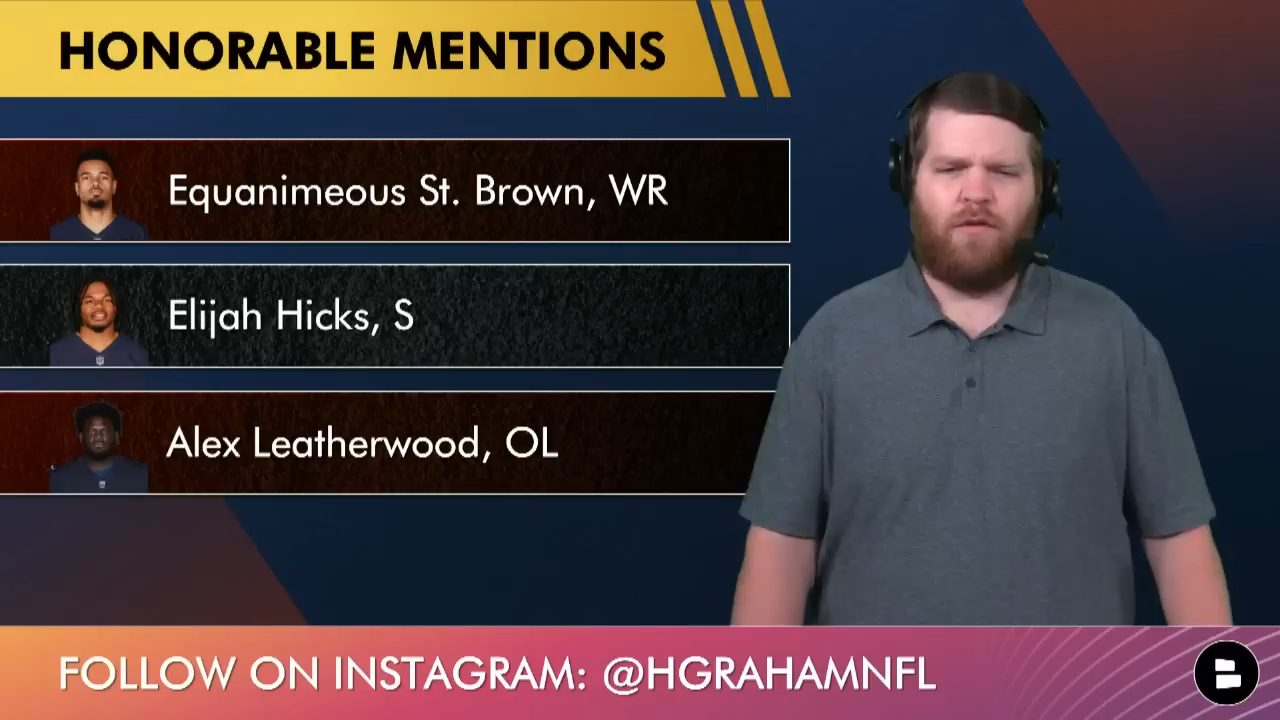 HONORABLE MENTIONS
Equanimeous St. Brown, WR
Elijah Hicks, S
Alex Leatherwood, OL
FOLLOW ON INSTAGRAM: @HGRAHAMNFL